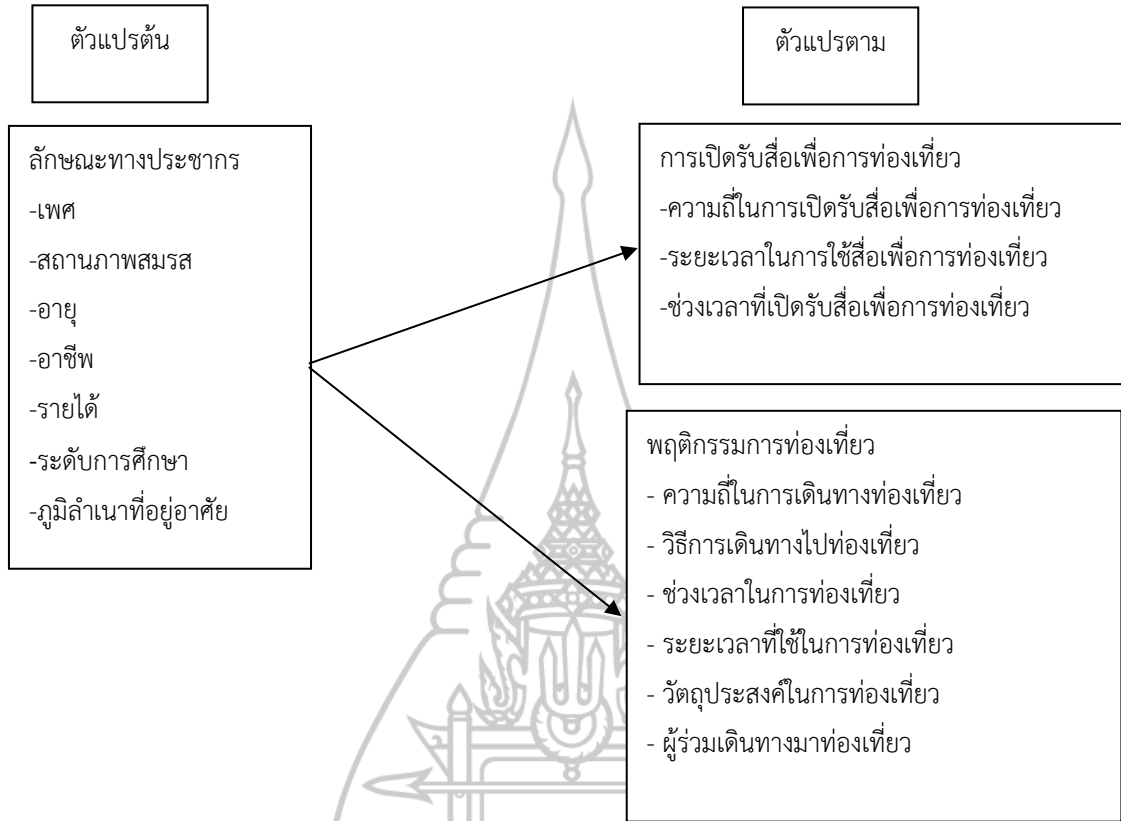 ตัวแปรต้น
ตัวแปรตาม
ลักษณะทางประชากร
-เพศ
-สถานภาพสมรส
-อายุ
-อาชีพ
-รายได้
-ระดับการศึกษา
-ภูมิลำเนาที่อยู่อาศัย
การเปิดรับสื่อเพื่อการท่องเที่ยว
-ความถี่ในการเปิดรับสื่อเพื่อการท่องเที่ยว
-ระยะเวลาในการใช้สื่อเพื่อการท่องเที่ยว
-ช่วงเวลาที่เปิดรับสื่อเพื่อการท่องเที่ยว
พฤติกรรมการท่องเที่ยว
- ความถี่ในการเดินทางท่องเที่ยว
- วิธีการเดินทางไปท่องเที่ยว
- ช่วงเวลาในการท่องเที่ยว
- ระยะเวลาที่ใช้ในการท่องเที่ยว
- วัตถุประสงค์ในการท่องเที่ยว
- ผู้ร่วมเดินทางมาท่องเที่ยว